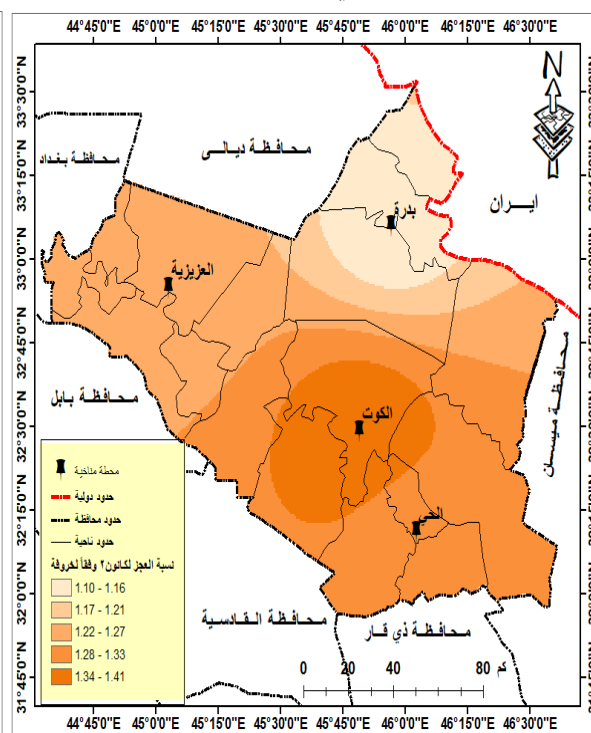 44°45'0"E 45°0'0"E 45°15'0"E 45°30'0"E 45°45'0"E 46°0'0"E 46°15'0"E 46°30'0"E
33°30'0"N
33°15'0"N
33°0'0"N
32°45'0"N
32°30'0"N
32°15'0"N
32°0'0"N
31°45'0"N
N
محافظة ديالى
محافظة بغداد
ايران
بدرة
العزيزية
محافظة بابل
محافظة ميسان
الكوت
الحي
محافظة القادسية
محافظة ذي قار
محطة مناخية
حدود دولية
حدود محافظة
حدود ناحية
نسبة العجز لكانون٢ وفقاً لخروفة
1.10 - 1.16
1.17 - 1.21
1.22 - 1.27
1.28 - 1.33
1.34 - 1.41
0 20 40 80 كم
44°45'0"E 45°0'0"E 45°15'0"E 45°30'0"E 45°45'0"E 46°0'0"E 46°15'0"E 46°30'0"E